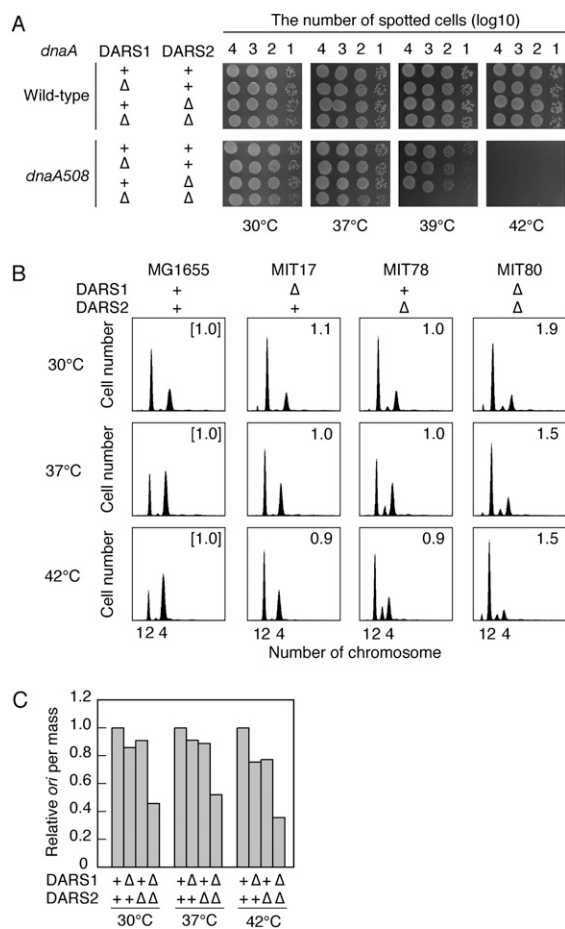 A
The number of spotted cells (log10)
dnaA DARS1 DARS2 4 3 2 1 4 3 2 1 4 3 2 1 4 3 2 1
Wild-type
+ +
Δ +
+ Δ
Δ Δ
dnaA508
+ +
Δ +
+ Δ
Δ Δ
30°C 37°C 39°C 42°C
B
MG1655 MIT17 MIT78 MIT80
DARS1 + Δ + Δ
DARS2 + + Δ Δ
30°C Cell number [1.0] 1.1 1.0 1.9
37°C Cell number [1.0] 1.0 1.0 1.5
42°C Cell number [1.0] 0.9 0.9 1.5
12 4 12 4 12 4 12 4
Number of chromosome
C
Relative ori per mass
1.2
1.0
0.8
0.6
0.4
0.2
0
DARS1 +Δ+Δ +Δ+Δ +Δ+Δ
DARS2 ++ΔΔ ++ΔΔ ++ΔΔ
30°C 37°C 42°C